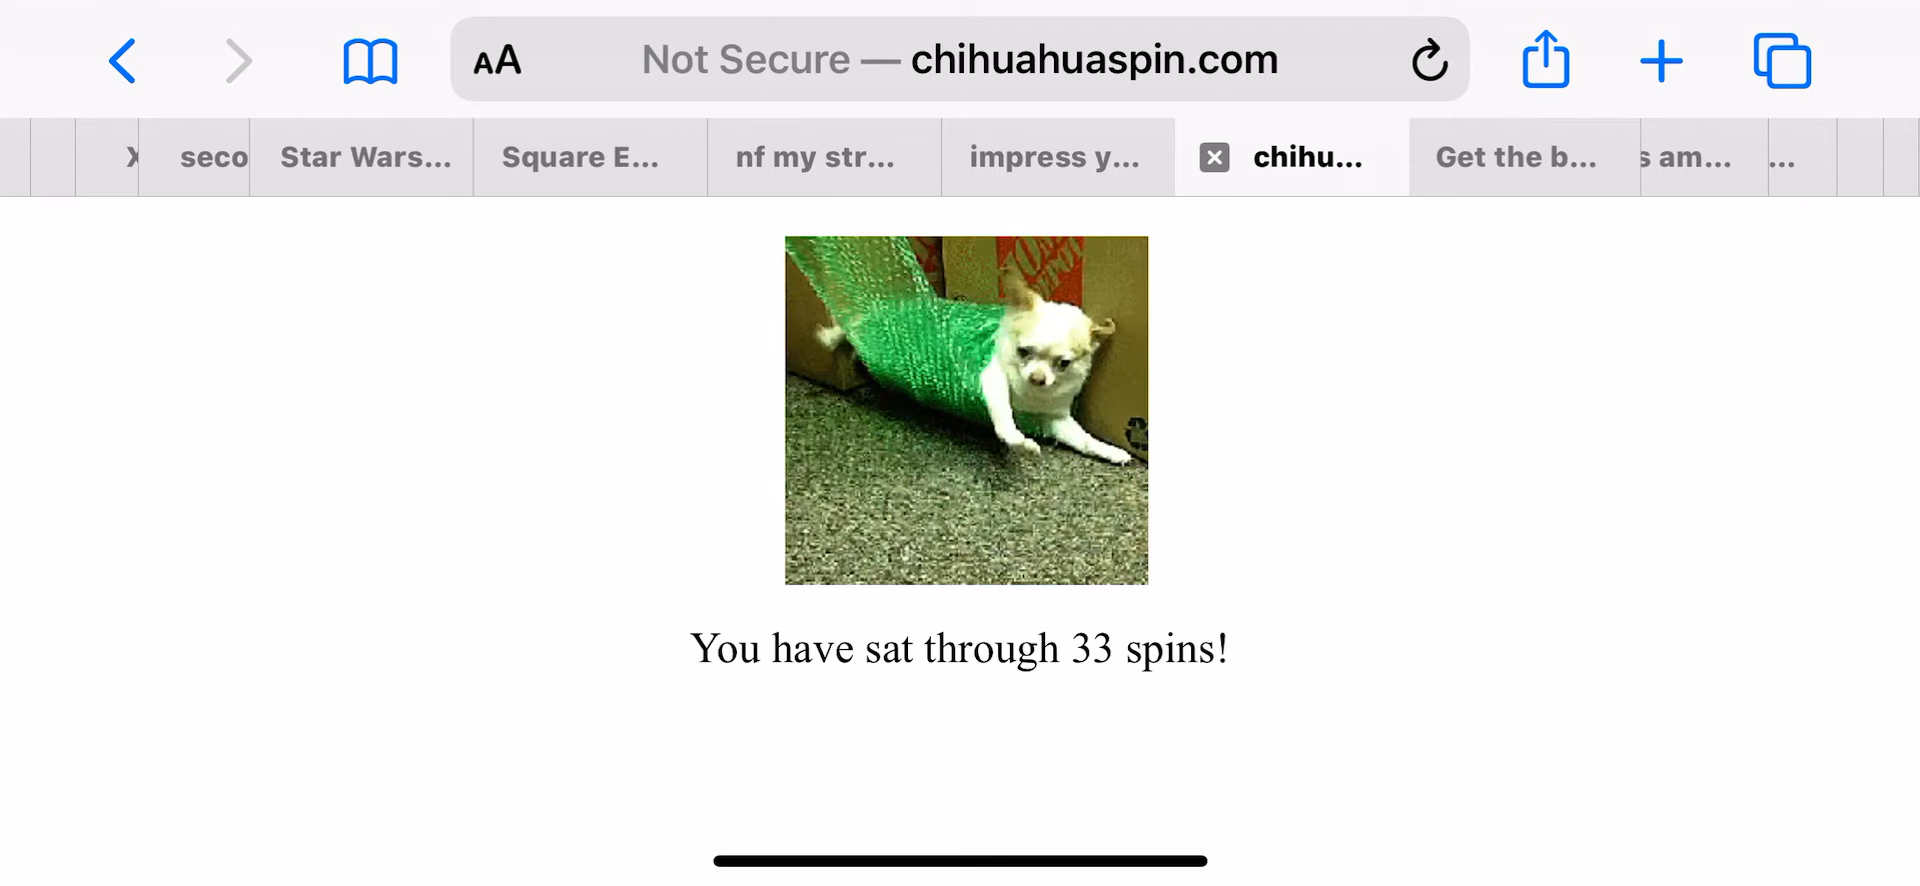 AA Not Secure — chihuahuaspin.com
seco Star Wars... Square E... nf my str... impress y... chihu... Get the b... s am... ...
You have sat through 33 spins!